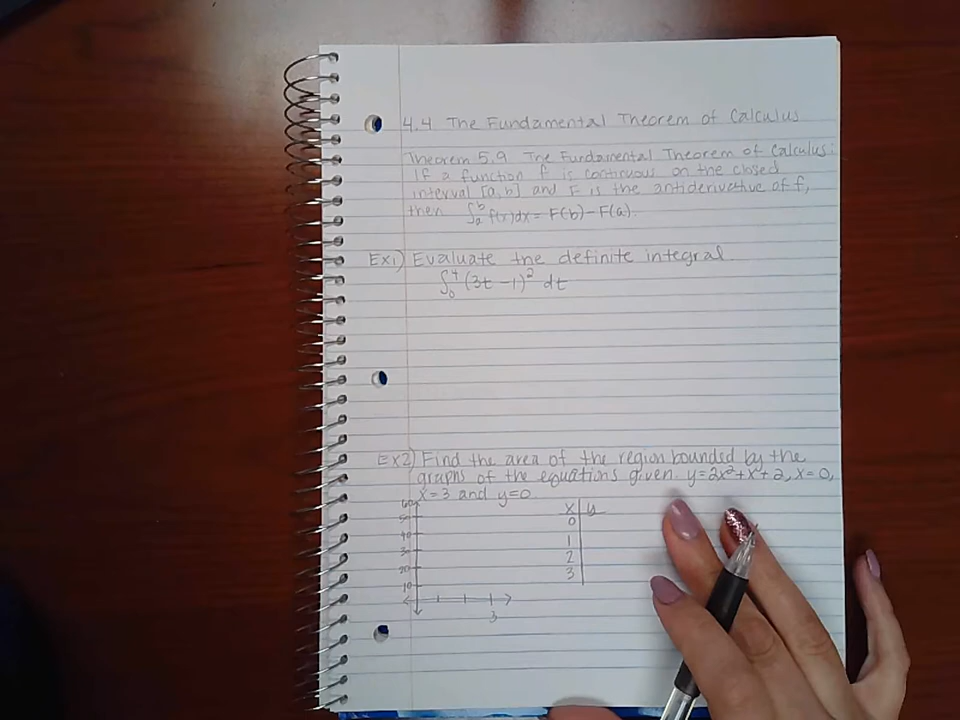 4.4 The Fundamental Theorem of Calculus
Theorem 5.9 The Fundamental Theorem of Calculus:
If a function f is continuous on the closed
interval [a,b] and F is the antiderivative of f,
then ∫ₐᵇ f(x)dx = F(b) - F(a).
Ex1) Evaluate the definite integral
∫₀⁴ (3t - 1)² dt
Ex2) Find the area of the region bounded by the
graphs of the equations given y=2x²+x+2, x=0,
x=3 and y=0
60
50
40
30
20
10
3
x y
0
1
2
3